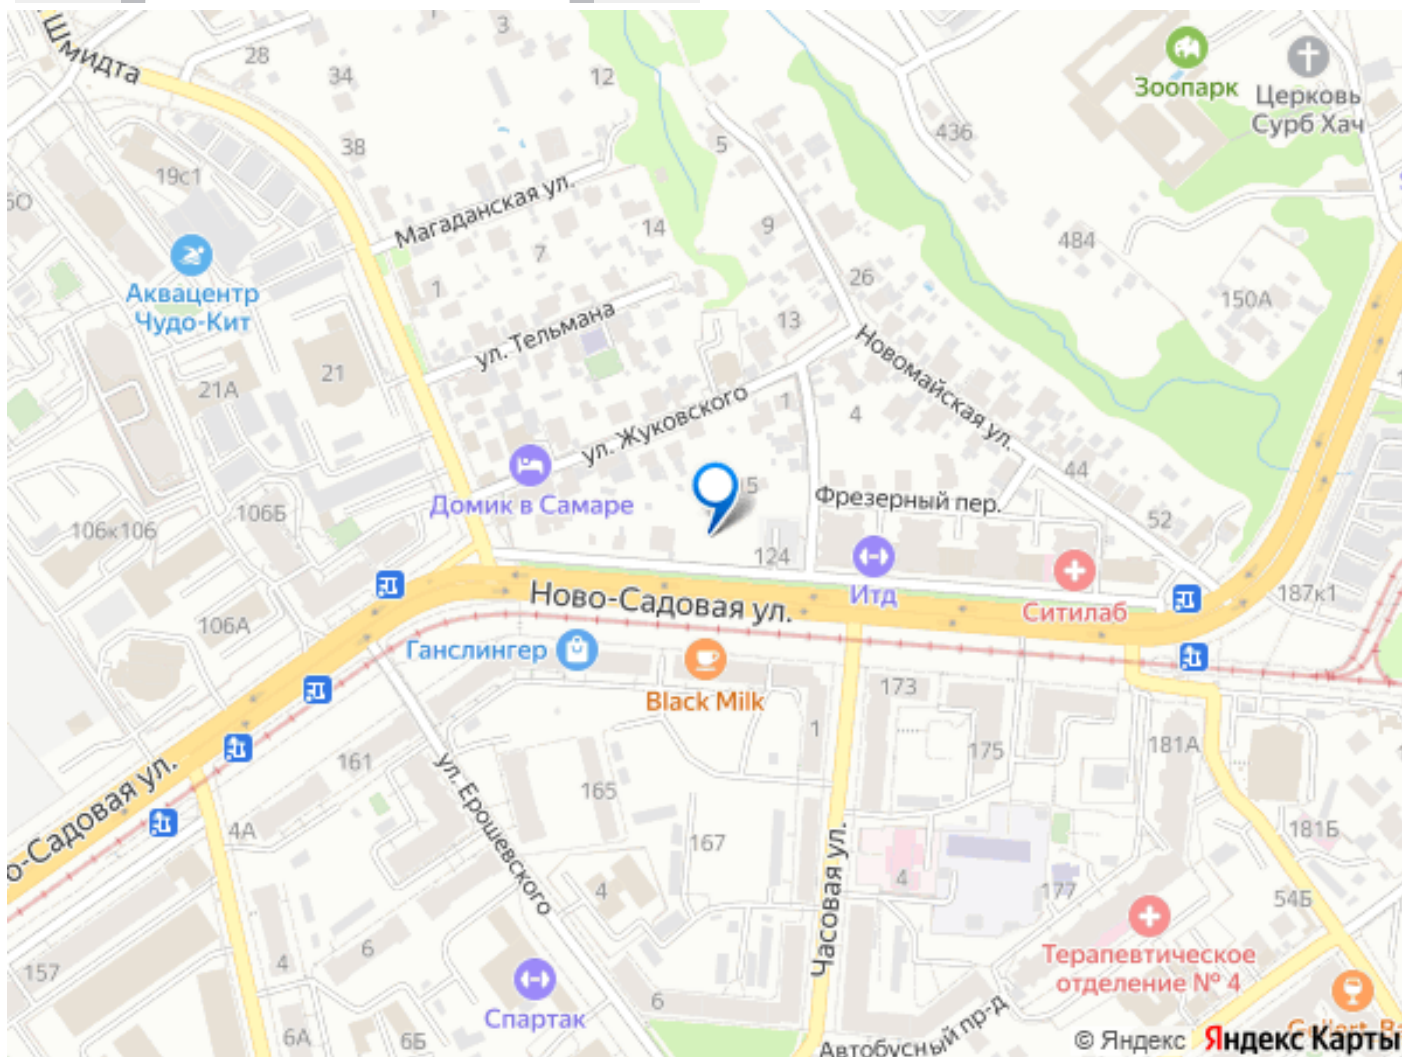 Шмидта
28
34
3
12
38
436
Зоопарк
Церковь
Сурб Хач
19с1
5
Магаданская ул.
14
9
7
484
26
150А
1
13
Аквацентр
Чудо-Кит
ул. Тельмана
Новомайская ул.
21
21А
ул. Жуковского
1
4
44
Домик в Самаре
5
Фрезерный пер.
52
106Б
106к106
124
Итд
Ситилаб
187к1
Ново-Садовая ул.
106А
Ганслингер
Black Milk
173
175
181А
1
161
ул. Ерошевского
165
167
4А
181Б
о-Садовая ул.
Часовая ул.
4
4
177
54Б
Терапевтическое
отделение № 4
157
4
6
Спартак
6
6А
6Б
Автобусный пр-д
© Яндекс Яндекс Карты